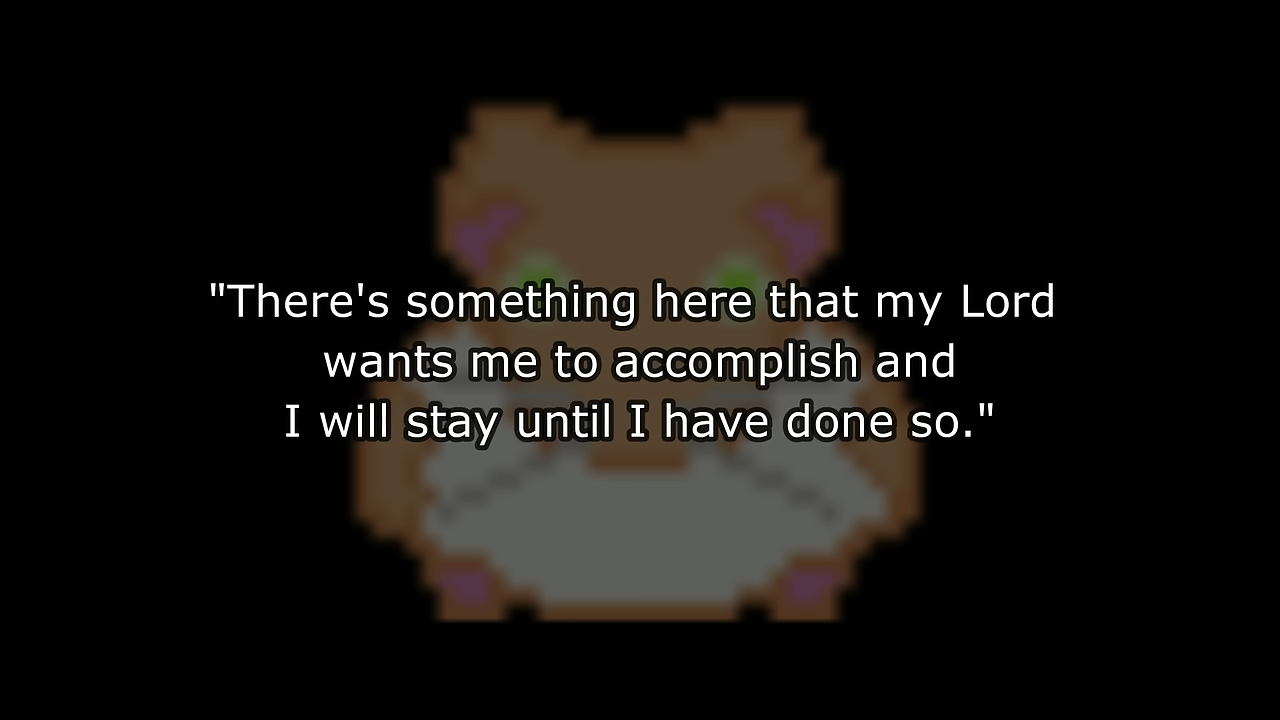 "There's something here that my Lord
wants me to accomplish and
I will stay until I have done so."